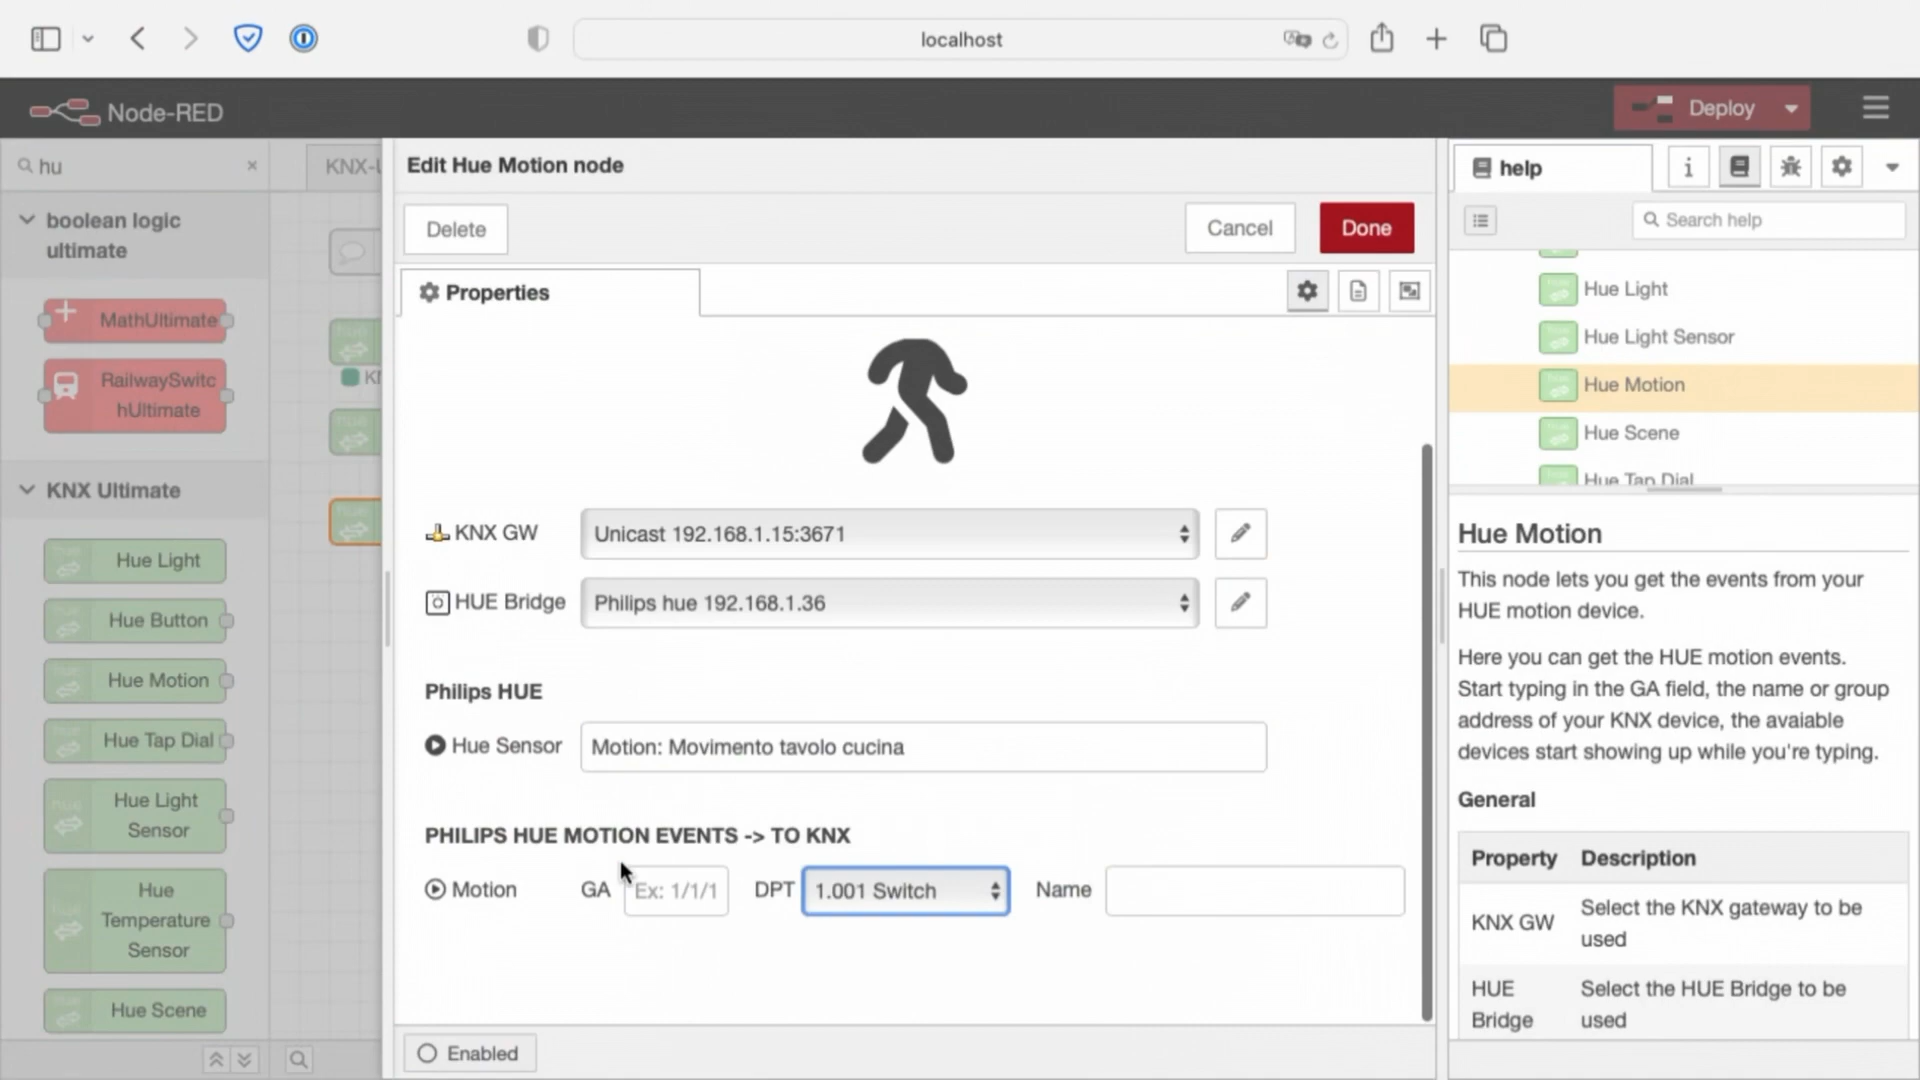 localhost
Node-RED
Deploy
hu
×
KNX-U
boolean logic
ultimate
MathUltimate
RailwaySwitc
hUltimate
KNX Ultimate
Hue Light
Hue Button
Hue Motion
Hue Tap Dial
Hue Light
Sensor
Hue
Temperature
Sensor
Hue Scene
Edit Hue Motion node
Delete
Cancel
Done
Properties
KNX GW
Unicast 192.168.1.15:3671
HUE Bridge
Philips hue 192.168.1.36
Philips HUE
Hue Sensor
Motion: Movimento tavolo cucina
PHILIPS HUE MOTION EVENTS -> TO KNX
Motion
GA
Ex: 1/1/1
DPT
1.001 Switch
Name
Enabled
help
Search help
Hue Light
Hue Light Sensor
Hue Motion
Hue Scene
Hue Tap Dial
Hue Motion
This node lets you get the events from your
HUE motion device.
Here you can get the HUE motion events.
Start typing in the GA field, the name or group
address of your KNX device, the avaiable
devices start showing up while you're typing.
General
Property Description
KNX GW
Select the KNX gateway to be
used
HUE
Bridge
Select the HUE Bridge to be
used